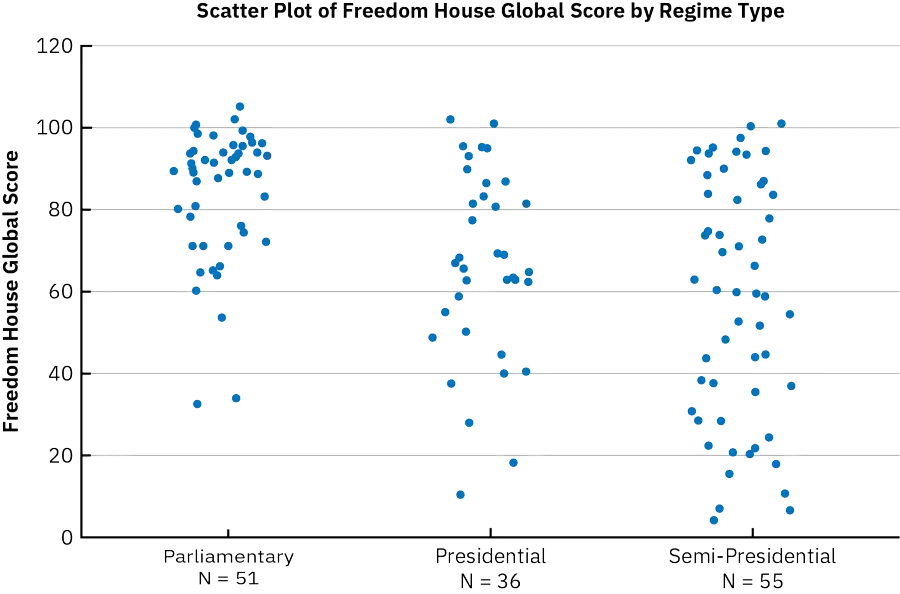 Scatter Plot of Freedom House Global Score by Regime Type
Freedom House Global Score
120
100
80
60
40
20
0
Parliamentary
N = 51
Presidential
N = 36
Semi-Presidential
N = 55